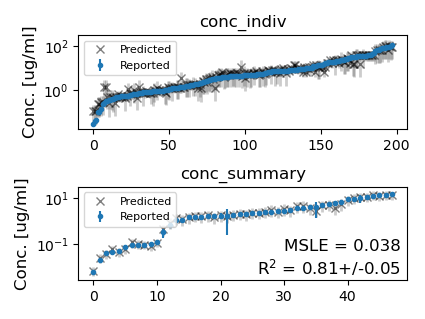 conc_indiv
Conc. [ug/ml]
10²
10⁰
Predicted
Reported
0 50 100 150 200
conc_summary
Conc. [ug/ml]
10¹
10⁻¹
Predicted
Reported
MSLE = 0.038
R² = 0.81+/-0.05
0 10 20 30 40